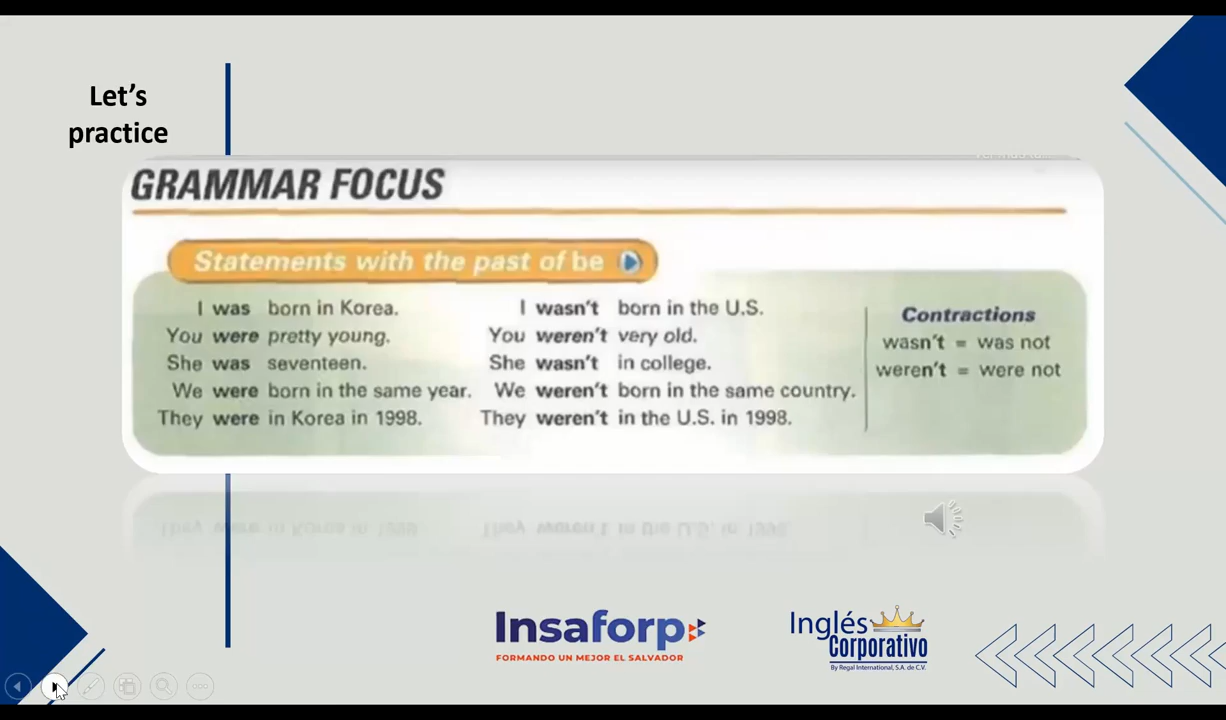 Let's
practice
GRAMMAR FOCUS
Statements with the past of be
I was born in Korea.
You were pretty young.
She was seventeen.
We were born in the same year.
They were in Korea in 1998.
I wasn't born in the U.S.
You weren't very old.
She wasn't in college.
We weren't born in the same country.
They weren't in the U.S. in 1998.
Contractions
wasn't = was not
weren't = were not
Insaforp
FORMANDO UN MEJOR EL SALVADOR
Inglés
Corporativo
By Regal International, S.A. de C.V.